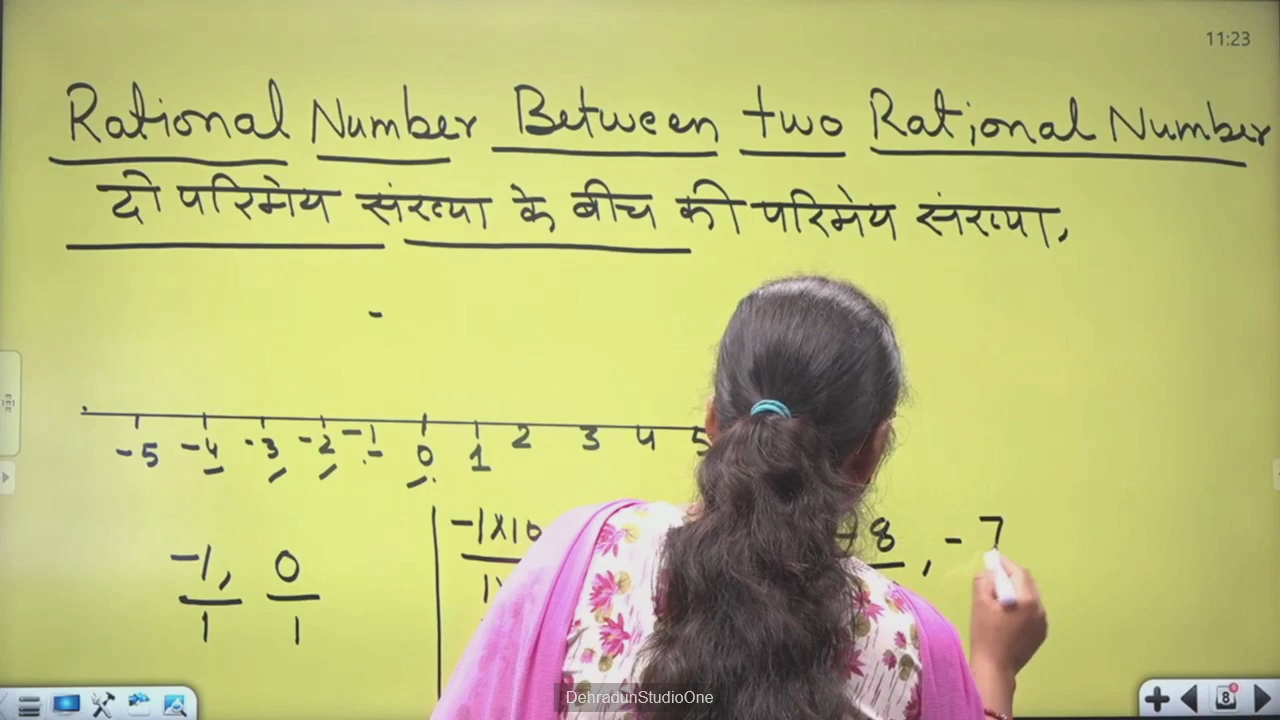 11:23
Rational Number Between two Rational Number
दो परिमेय संख्या के बीच की परिमेय संख्या,
-5 -4 -3 -2 -1 0 1 2 3 4 5
-1, 0
1 1
-1×10
-8, -7
8
DehradunStudioOne